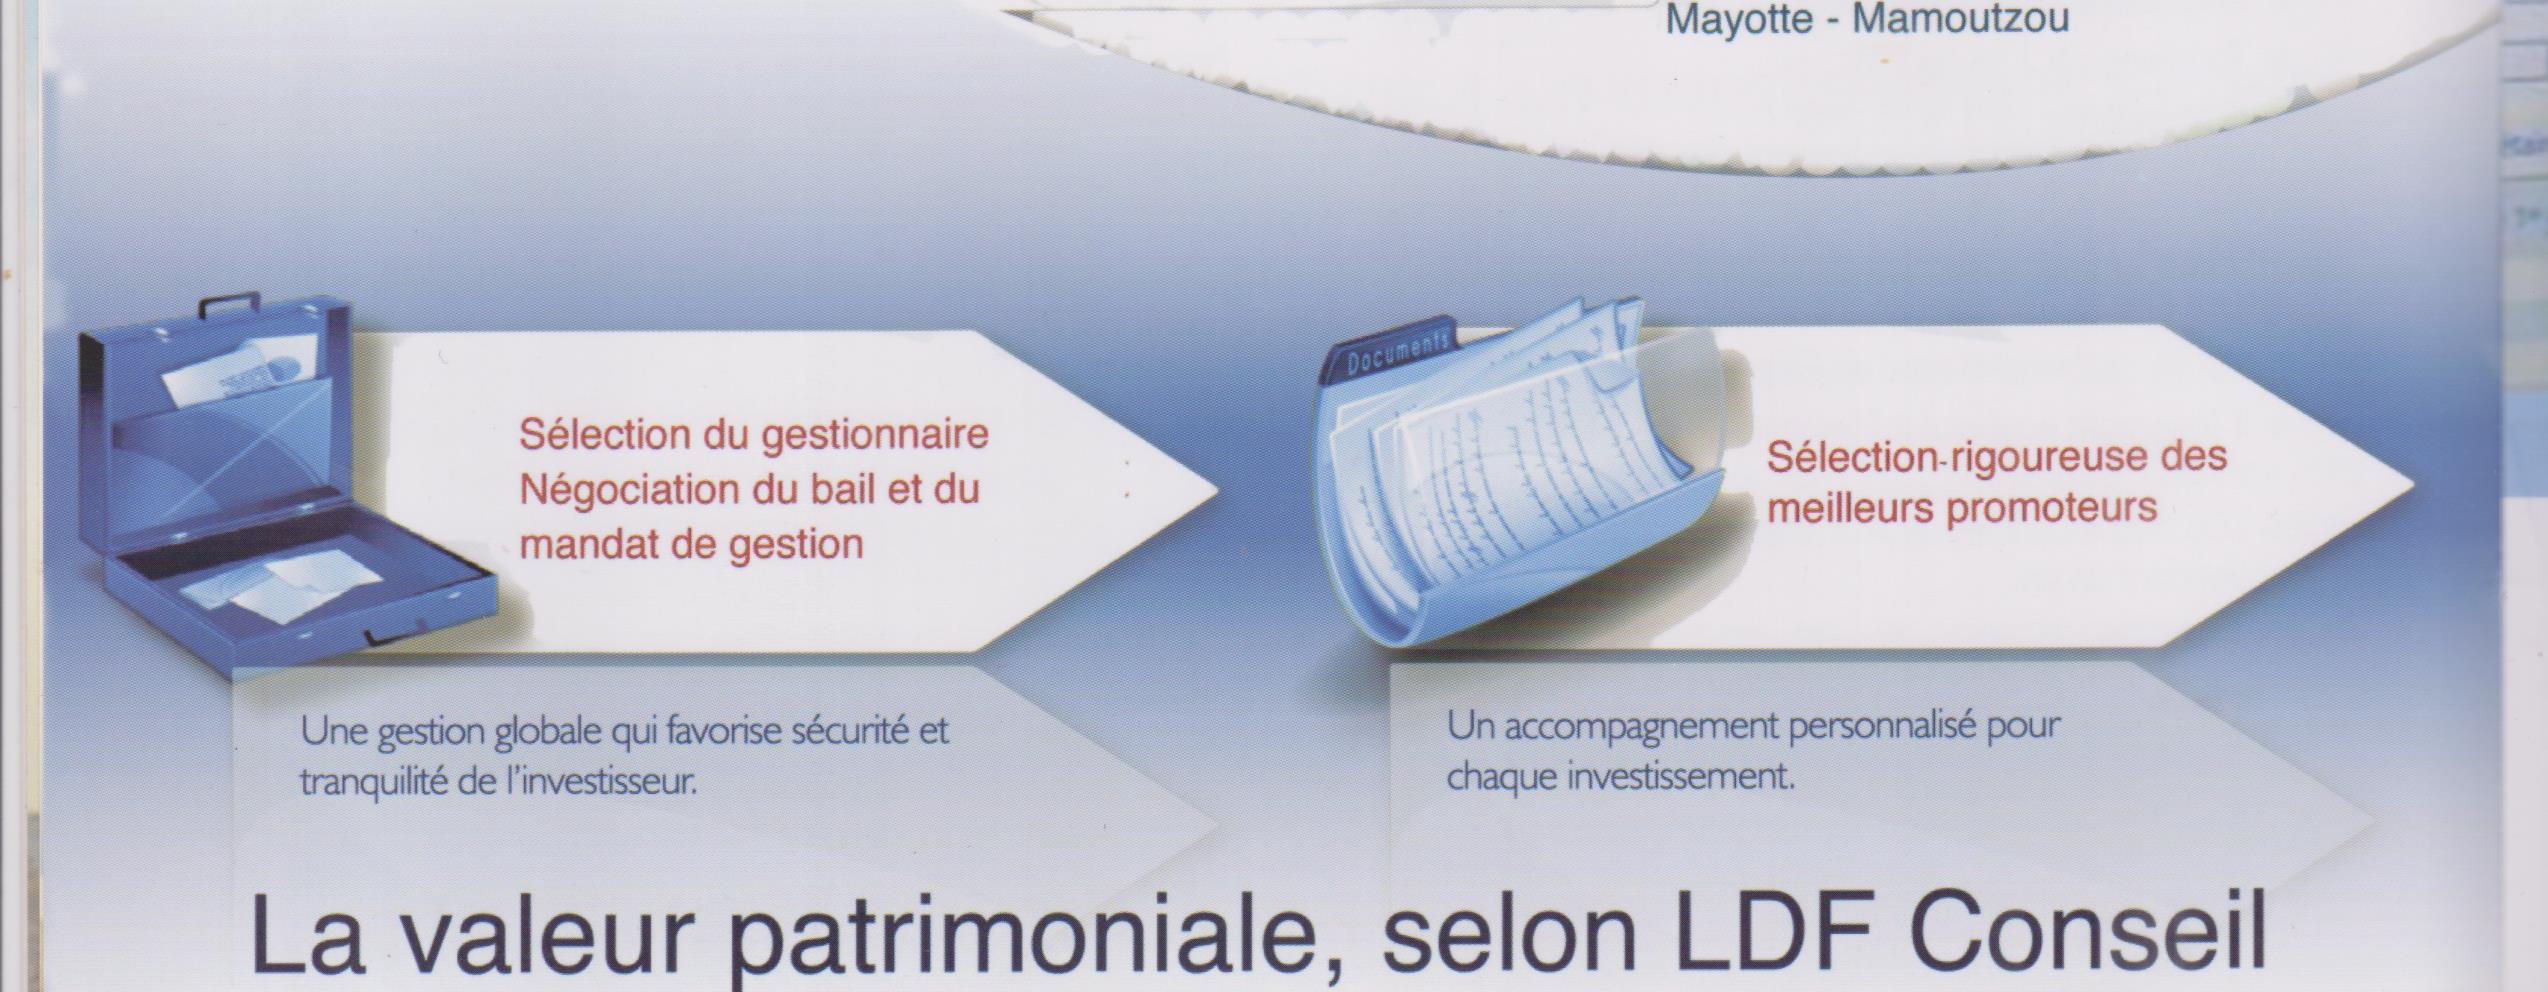 Mayotte - Mamoutzou
Documents
Sélection du gestionnaire
Négociation du bail et du
mandat de gestion
Sélection-rigoureuse des
meilleurs promoteurs
Une gestion globale qui favorise sécurité et
tranquilité de l'investisseur.
Un accompagnement personnalisé pour
chaque investissement.
La valeur patrimoniale, selon LDF Conseil